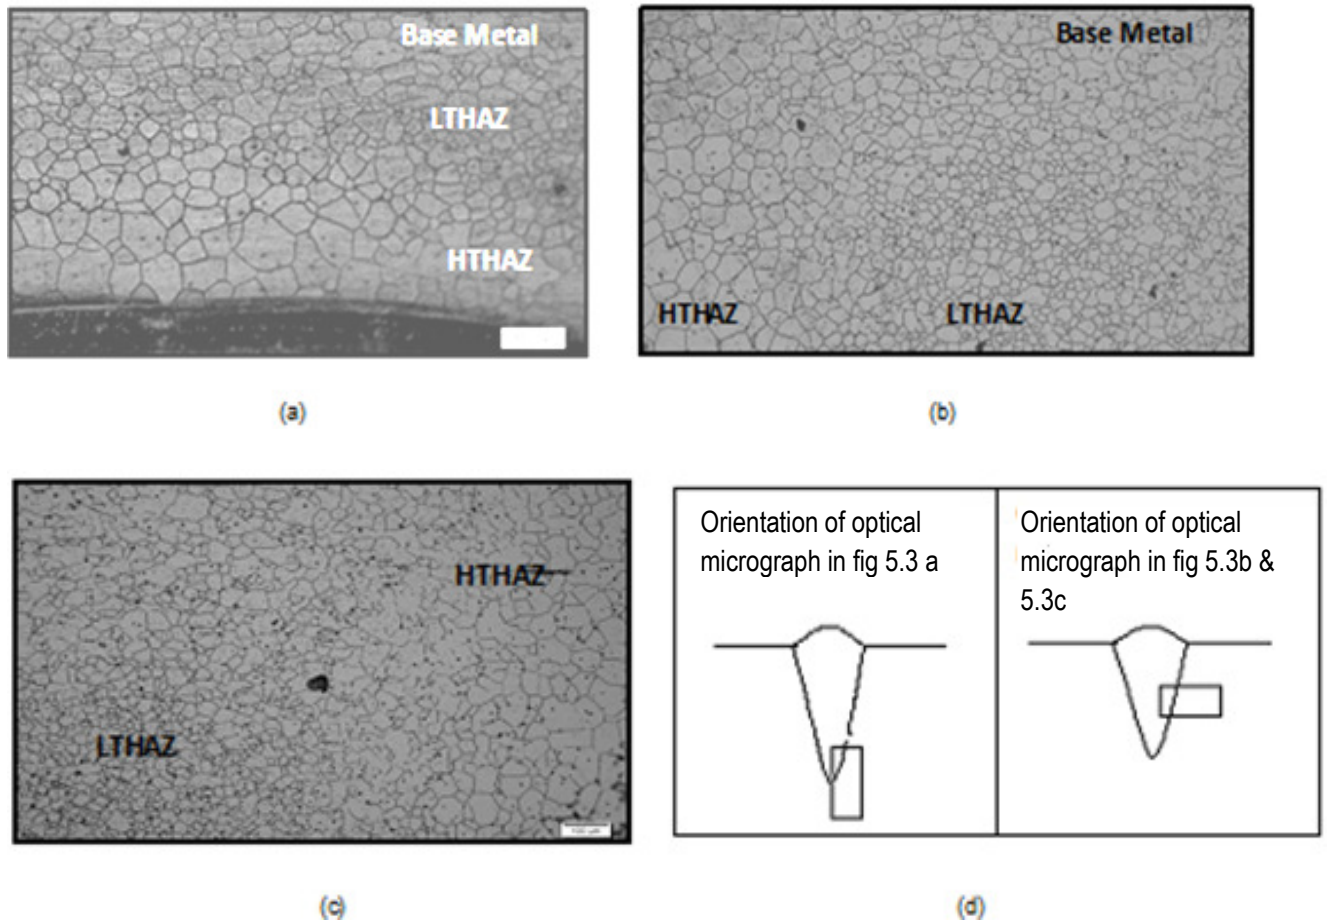 Base Metal
LTHAZ
HTHAZ
(a)
Base Metal
HTHAZ
LTHAZ
(b)
HTHAZ
LTHAZ
(c)
Orientation of optical
micrograph in fig 5.3 a
Orientation of optical
micrograph in fig 5.3b &
5.3c
(d)